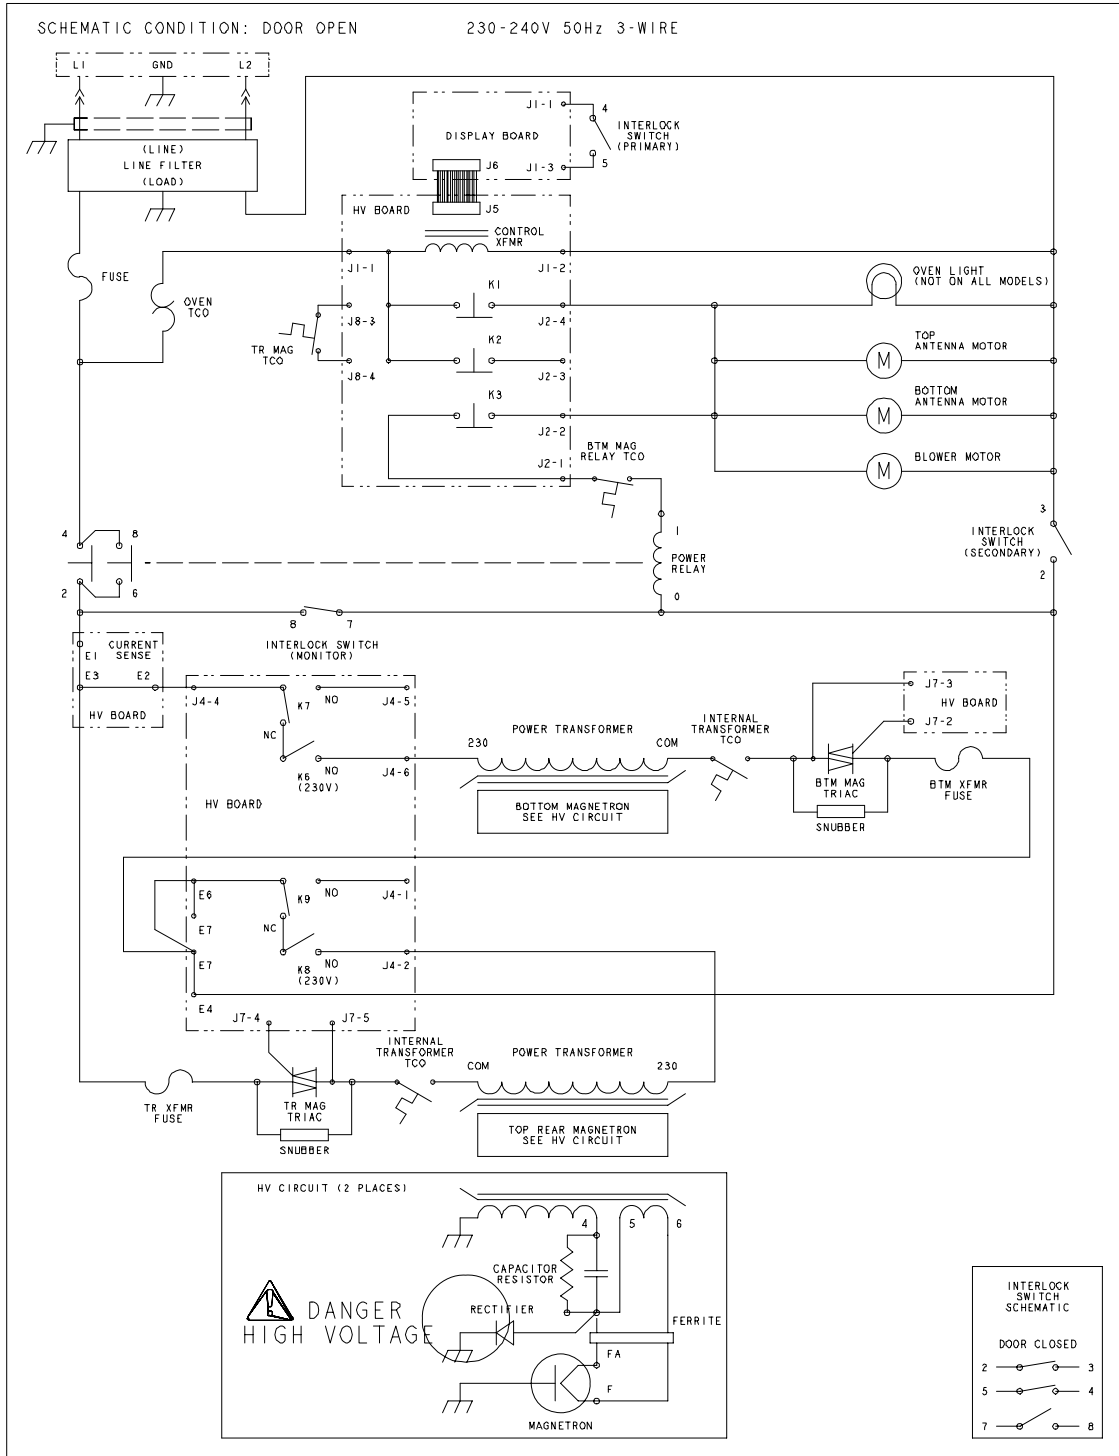 SCHEMATIC CONDITION: DOOR OPEN
230-240V 50Hz 3-WIRE
L1
GND
L2
(LINE)
LINE FILTER
(LOAD)
J1-1
DISPLAY BOARD
J1-3
J6
4
5
INTERLOCK
SWITCH
(PRIMARY)
HV BOARD
J5
CONTROL
XFMR
J1-1
J1-2
FUSE
OVEN
TCO
K1
J8-3
J2-4
TR MAG
TCO
K2
J8-4
J2-3
K3
J2-2
J2-1
OVEN LIGHT
(NOT ON ALL MODELS)
TOP
ANTENNA MOTOR
M
BOTTOM
ANTENNA MOTOR
M
BLOWER MOTOR
M
BTM MAG
RELAY TCO
4
8
2
6
1
POWER
RELAY
0
3
INTERLOCK
SWITCH
(SECONDARY)
2
8
7
INTERLOCK SWITCH
(MONITOR)
E1
CURRENT
SENSE
E3
E2
HV BOARD
J4-4
K7
NO
J4-5
NC
K6
(230V)
NO
J4-6
HV BOARD
230
POWER TRANSFORMER
COM
BOTTOM MAGNETRON
SEE HV CIRCUIT
INTERNAL
TRANSFORMER
TCO
J7-3
HV BOARD
J7-2
BTM MAG
TRIAC
SNUBBER
BTM XFMR
FUSE
E6
K9
NO
J4-1
E7
NC
E7
K8
(230V)
NO
J4-2
E4
J7-4
J7-5
TR XFMR
FUSE
TR MAG
TRIAC
SNUBBER
INTERNAL
TRANSFORMER
TCO
COM
POWER TRANSFORMER
230
TOP REAR MAGNETRON
SEE HV CIRCUIT
HV CIRCUIT (2 PLACES)
4
5
6
CAPACITOR
RESISTOR
DANGER
HIGH VOLTAGE
RECTIFIER
FERRITE
FA
F
MAGNETRON
INTERLOCK
SWITCH
SCHEMATIC
DOOR CLOSED
2
3
5
4
7
8